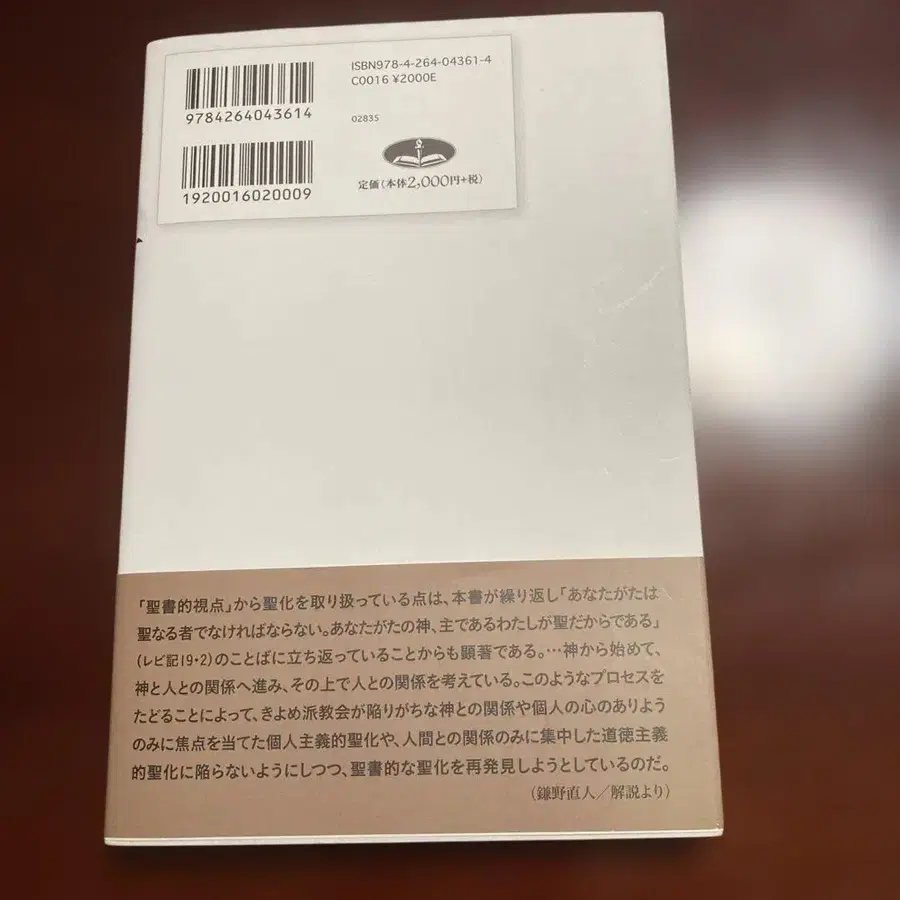 ISBN978-4-264-04361-4
C0016 ¥2000E
9784264043614
02835
1920016020009
定価(本体2,000円+税)
「聖書的視点」から聖化を取り扱っている点は、本書が繰り返し「あなたがたは
聖なる者でなければならない。あなたがたの神、主であるわたしが聖だからである」
(レビ記19・2)のことばに立ち返っていることからも顕著である。…神から始めて、
神と人との関係へ進み、その上で人との関係を考えている。このようなプロセスを
たどることによって、きよめ派教会が陥りがちな神との関係や個人の心のありよう
のみに焦点を当てた個人主義的聖化や、人間との関係のみに集中した道徳主義
的聖化に陥らないようにしつつ、聖書的な聖化を再発見しようとしているのだ。
(鎌野直人/解説より)